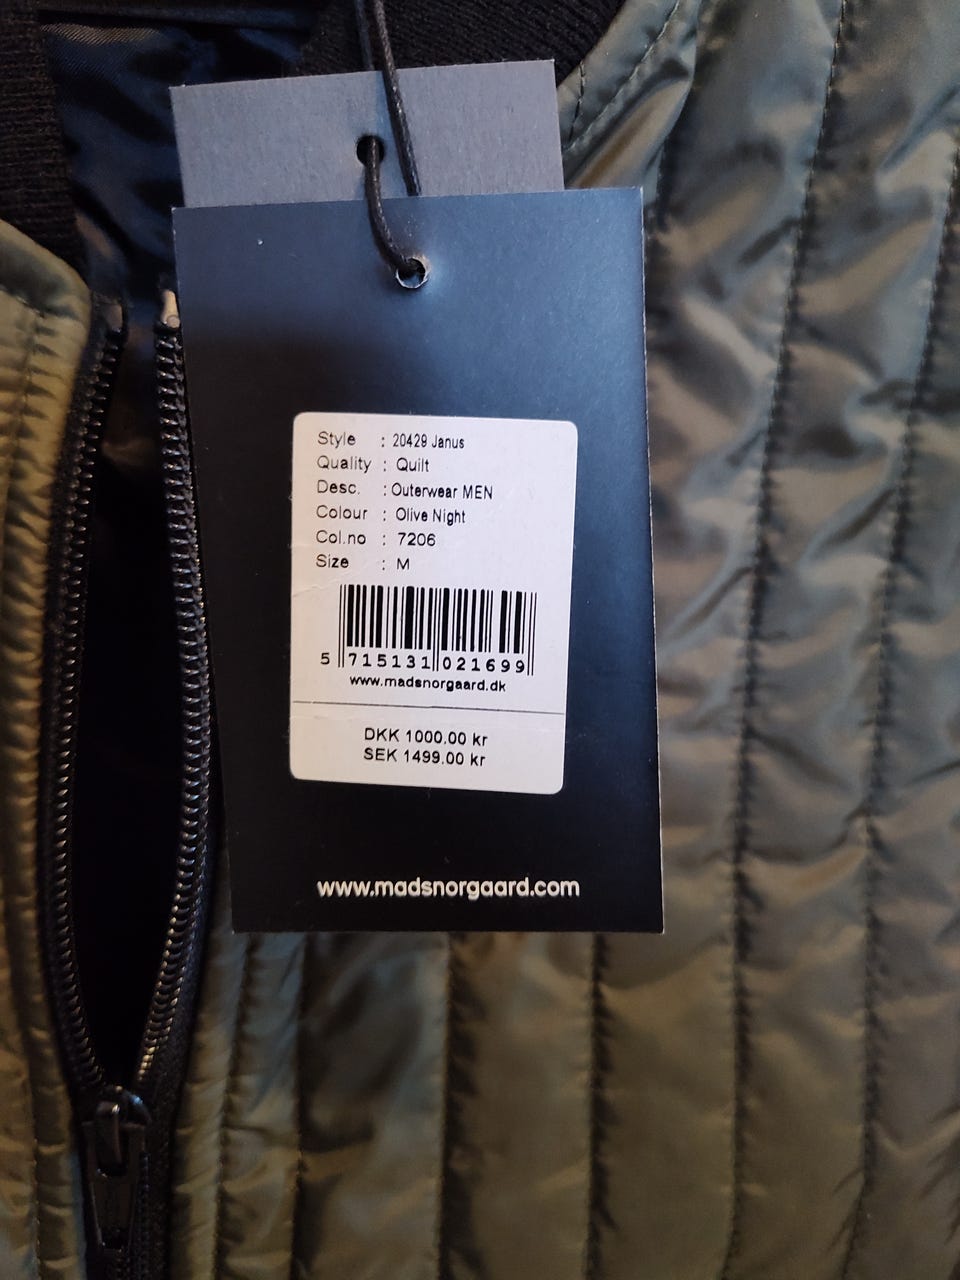 Style : 20429 Janus
Quality : Quilt
Desc. : Outerwear MEN
Colour : Olive Night
Col.no : 7206
Size : M
5 715131 021699
www.madsnorgaard.dk
DKK 1000.00 kr
SEK 1499.00 kr
www.madsnorgaard.com